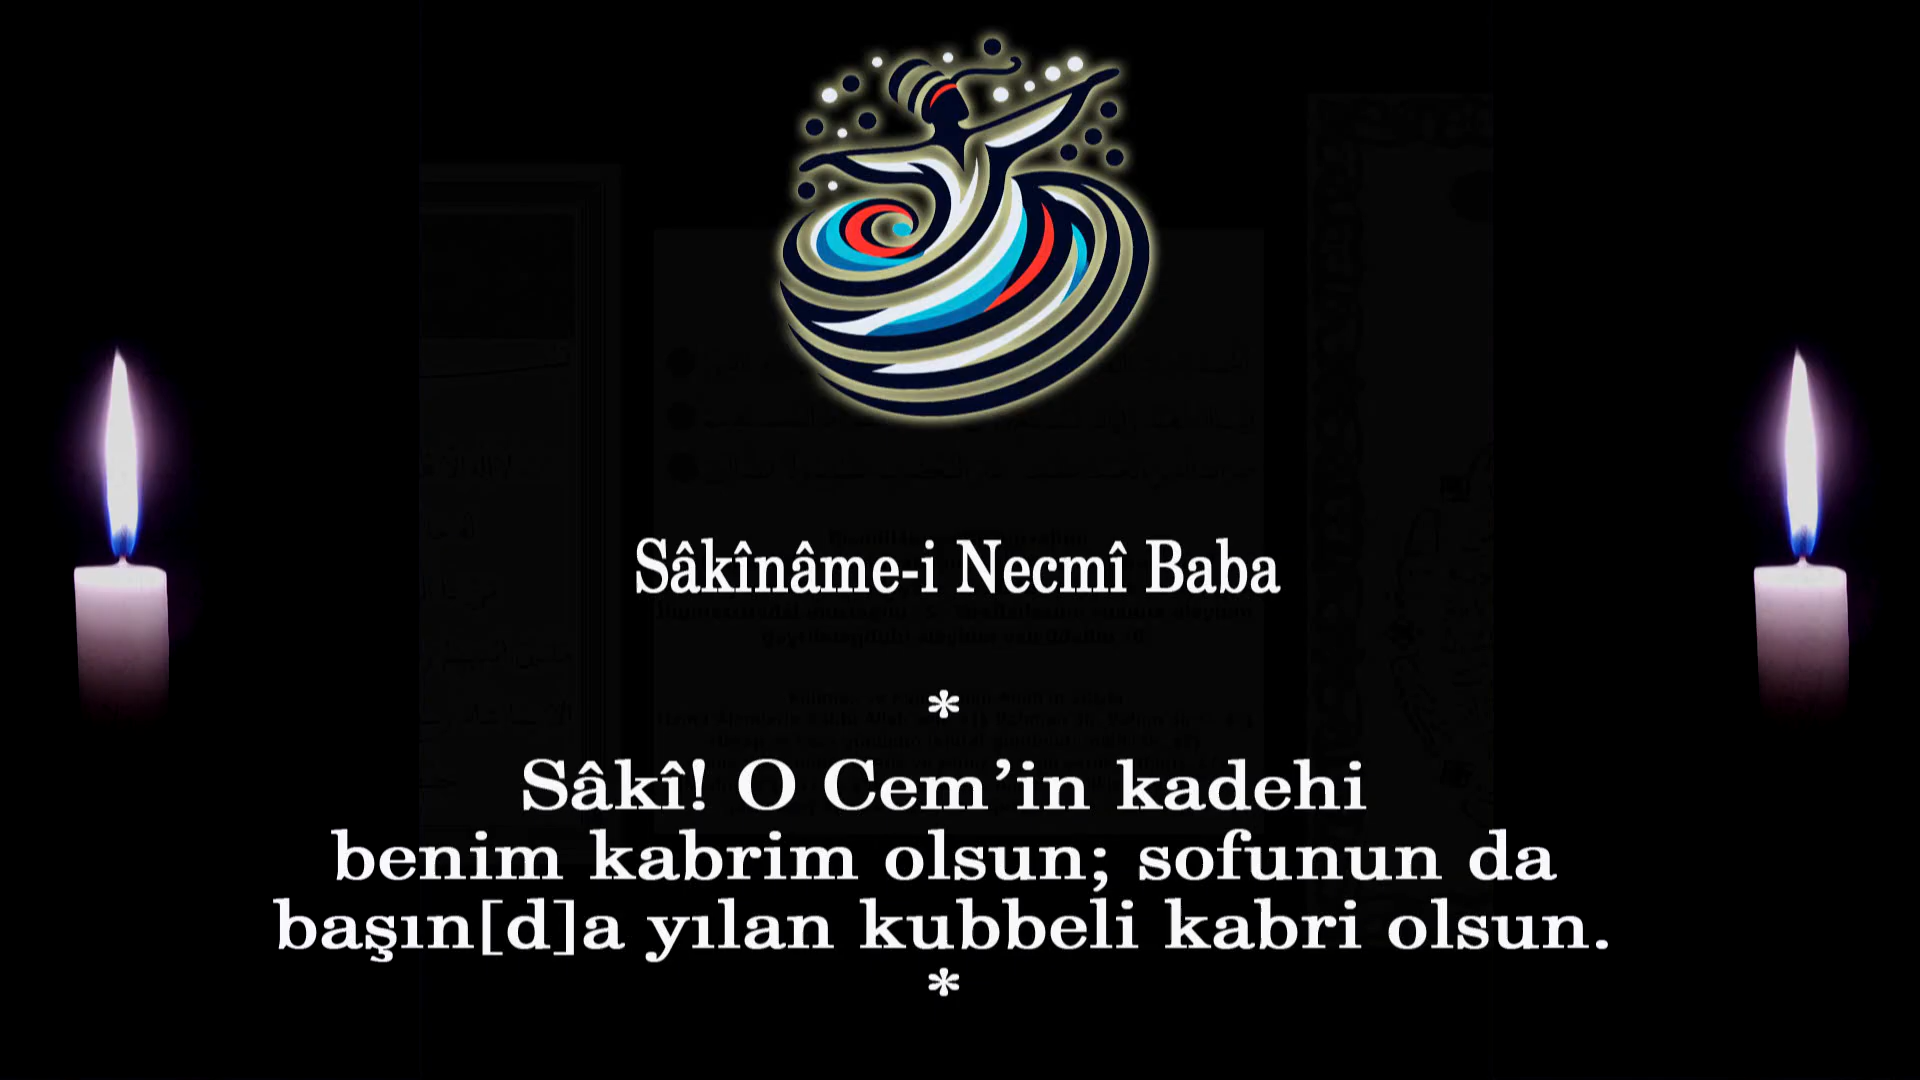 Sâkînâme-i Necmî Baba
*
Sâkî! O Cem’in kadehi
benim kabrim olsun; sofunun da
başın[d]a yılan kubbeli kabri olsun.
*